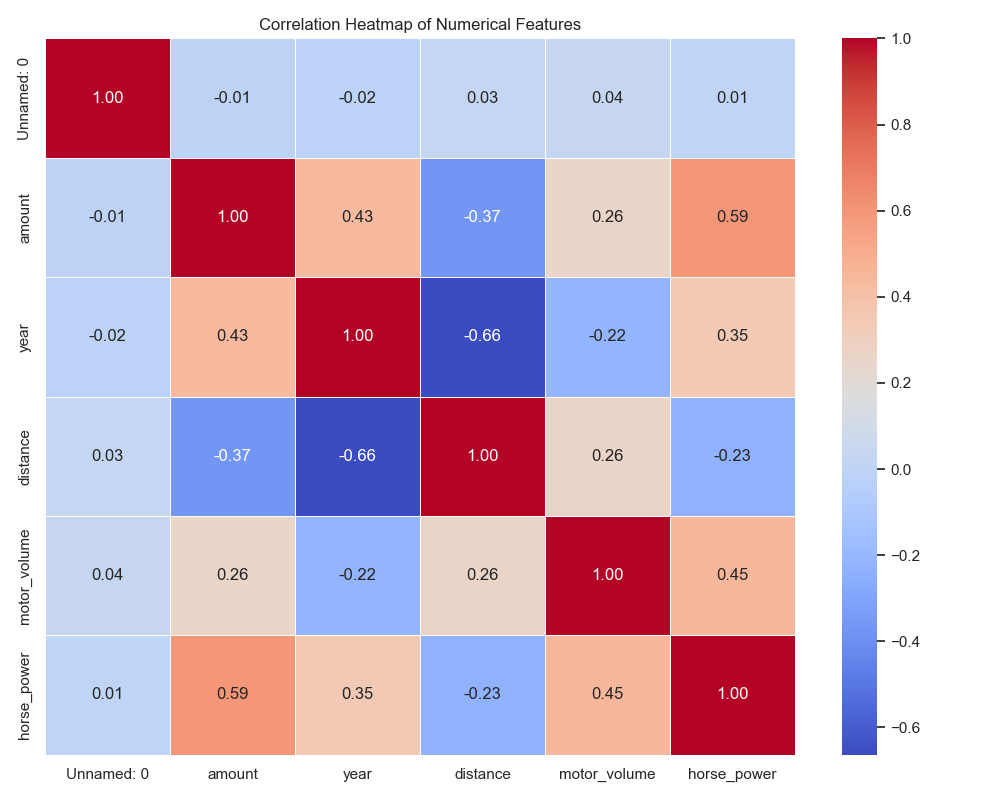 Correlation Heatmap of Numerical Features
Unnamed: 0 1.00 -0.01 -0.02 0.03 0.04 0.01
amount -0.01 1.00 0.43 -0.37 0.26 0.59
year -0.02 0.43 1.00 -0.66 -0.22 0.35
distance 0.03 -0.37 -0.66 1.00 0.26 -0.23
motor_volume 0.04 0.26 -0.22 0.26 1.00 0.45
horse_power 0.01 0.59 0.35 -0.23 0.45 1.00
Unnamed: 0 amount year distance motor_volume horse_power
1.0
0.8
0.6
0.4
0.2
0.0
−0.2
−0.4
−0.6